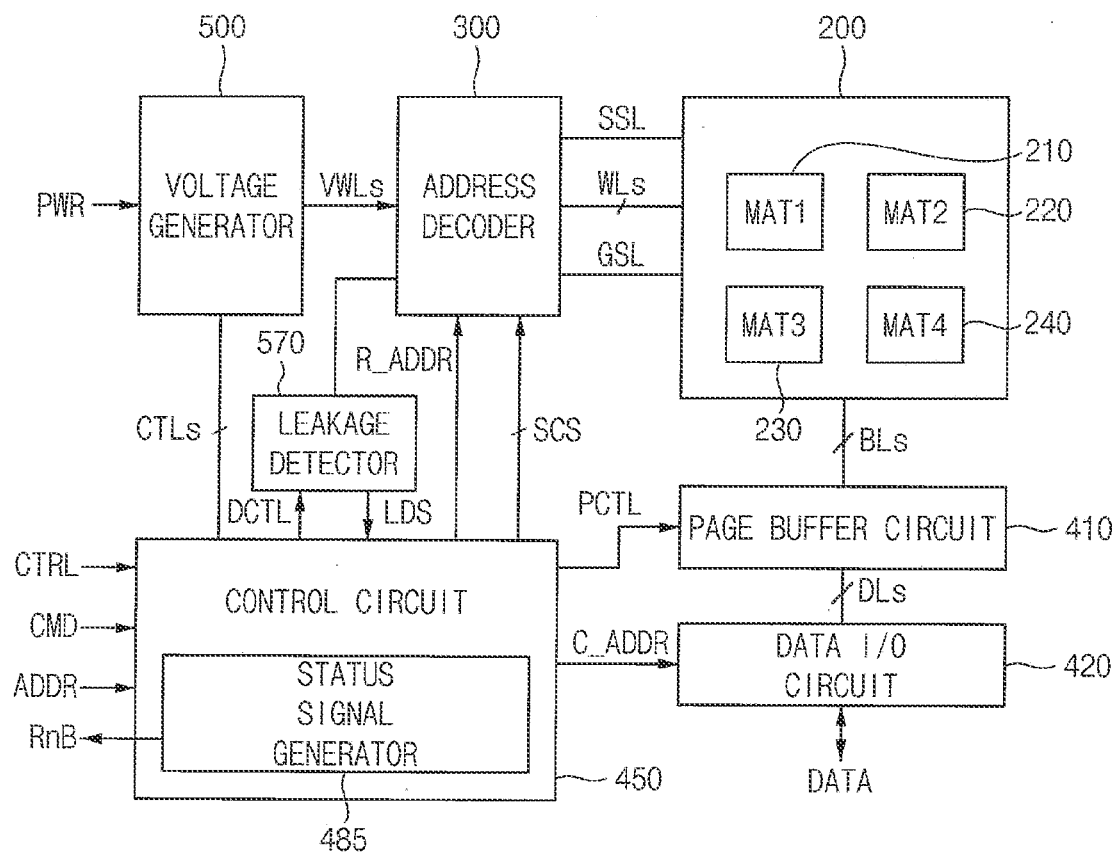 500
300
200
VOLTAGE
GENERATOR
ADDRESS
DECODER
PWR
VWLs
SSL
WLs
GSL
MAT1
MAT2
MAT3
MAT4
210
220
230
240
570
LEAKAGE
DETECTOR
R_ADDR
CTLs
SCS
BLs
DCTL
LDS
PCTL
PAGE BUFFER CIRCUIT
410
DLs
CTRL
CMD
ADDR
RnB
CONTROL CIRCUIT
C_ADDR
DATA I/O
CIRCUIT
420
STATUS
SIGNAL
GENERATOR
450
485
DATA